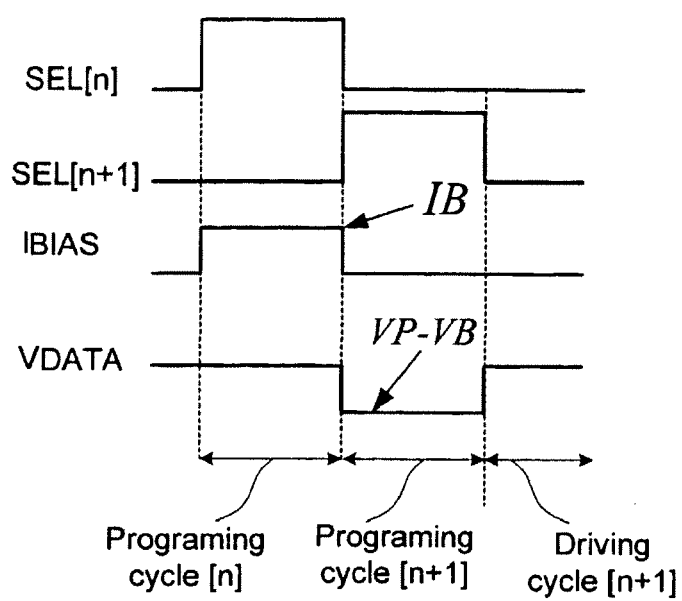 SEL[n]
SEL[n+1]
IB
IBIAS
VP-VB
VDATA
Programing
cycle [n]
Programing
cycle [n+1]
Driving
cycle [n+1]